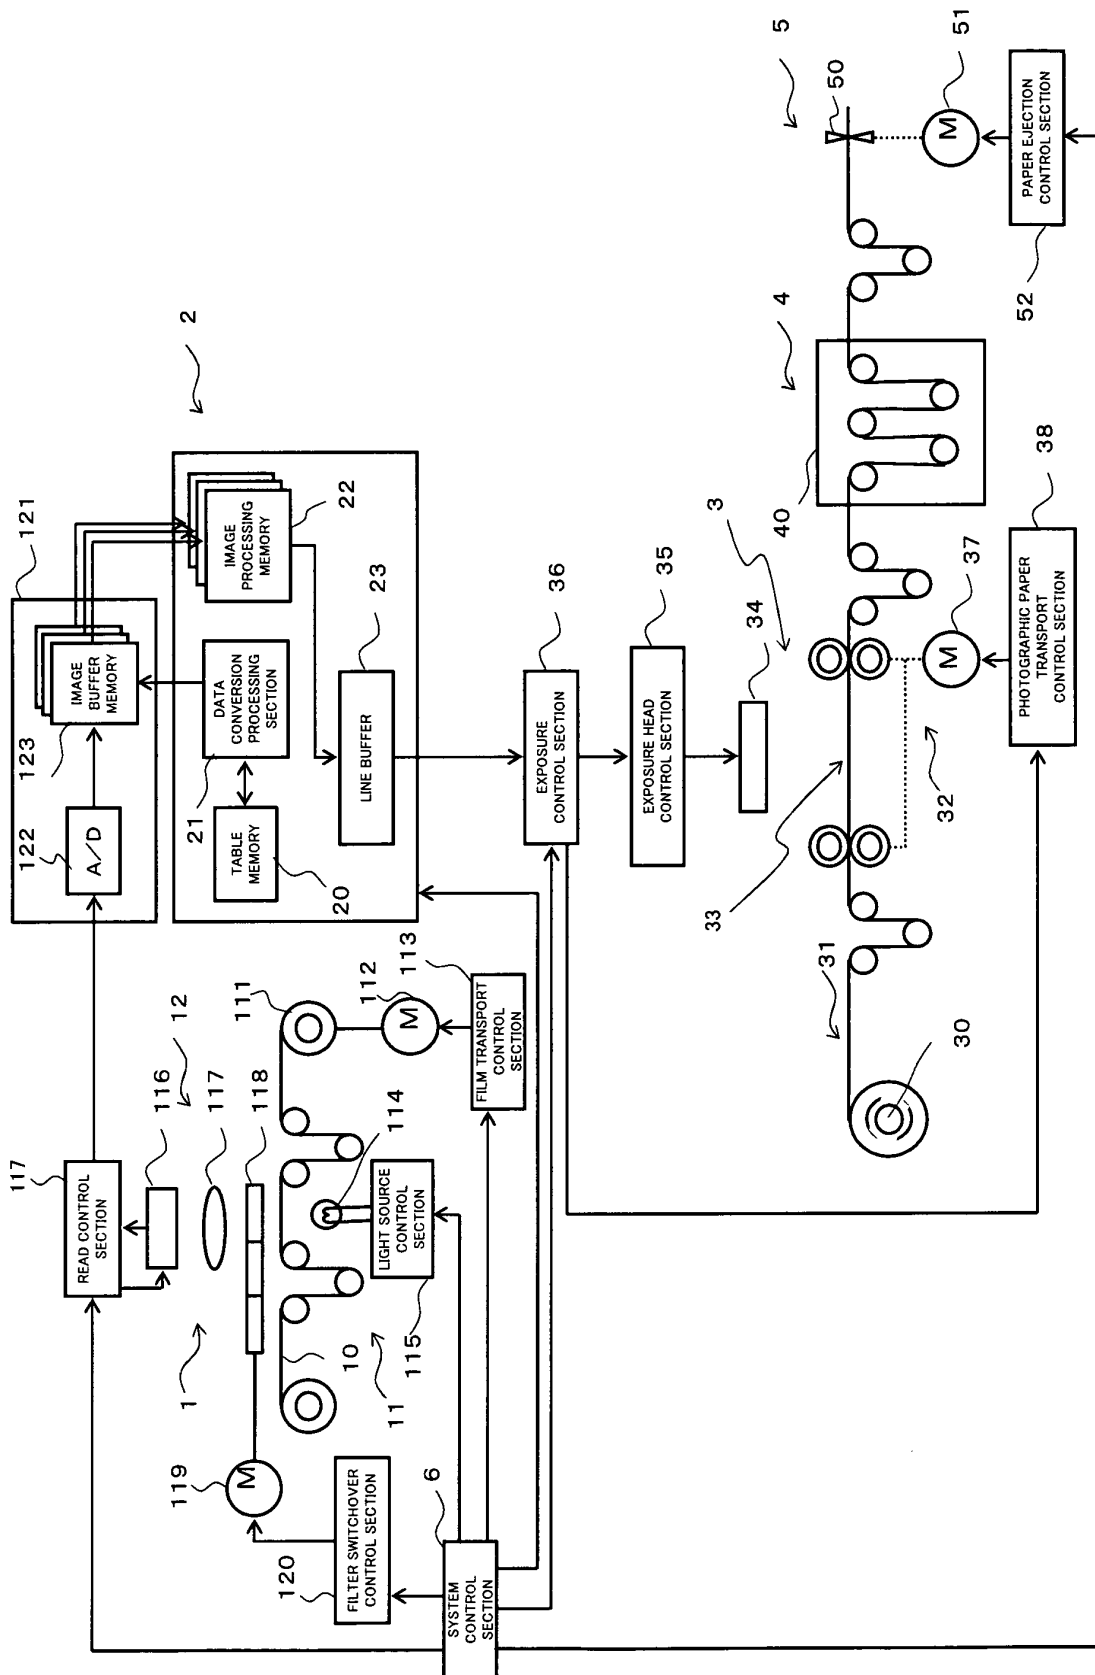 2
121
IMAGE
BUFFER
MEMORY
123
122
A/D
IMAGE
PROCESSING
MEMORY
22
DATA
CONVERSION
PROCESSING
SECTION
21
TABLE
MEMORY
20
LINE BUFFER
23
117
READ CONTROL
SECTION
12
116
117
118
1
10
11
111
112
M
113
FILM TRANSPORT
CONTROL
SECTION
114
LIGHT SOURCE
CONTROL
SECTION
115
119
M
120
FILTER SWITCHOVER
CONTROL SECTION
6
SYSTEM
CONTROL
SECTION
36
EXPOSURE
CONTROL SECTION
35
EXPOSURE HEAD
CONTROL SECTION
34
3
33
32
31
30
37
M
38
PHOTOGRAPHIC PAPER
TRANSPORT
CONTROL SECTION
4
40
5
50
51
M
PAPER EJECTION
CONTROL SECTION
52